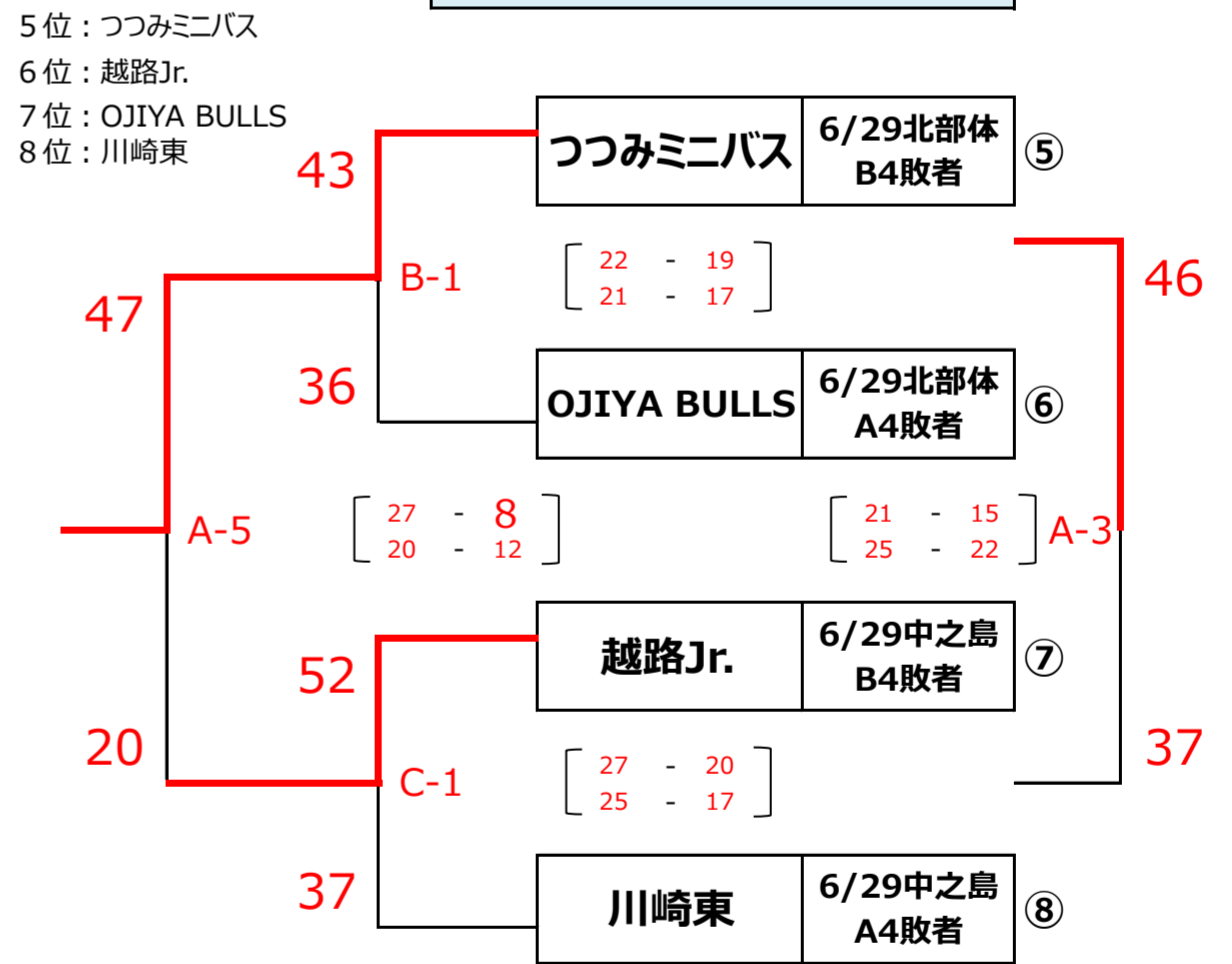 5位：つつみミニバス
6位：越路Jr.
7位：OJIYA BULLS
8位：川崎東
43
つつみミニバス
6/29北部体
B4敗者
⑤
47
B-1
22 - 19
21 - 17
46
36
OJIYA BULLS
6/29北部体
A4敗者
⑥
A-5
27 - 8
20 - 12
21 - 15
25 - 22
A-3
52
越路Jr.
6/29中之島
B4敗者
⑦
20
C-1
27 - 20
25 - 17
37
37
川崎東
6/29中之島
A4敗者
⑧